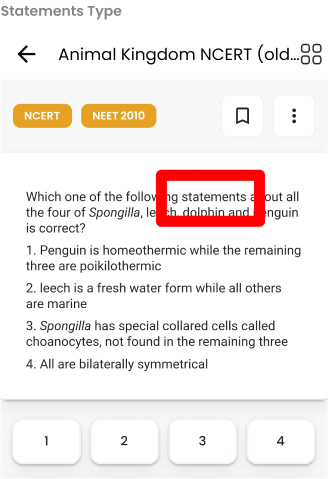 Statements Type
Animal Kingdom NCERT (old...
NCERT
NEET 2010
Which one of the following statements about all
the four of Spongilla, leech, dolphin and penguin
is correct?
1. Penguin is homeothermic while the remaining
three are poikilothermic
2. leech is a fresh water form while all others
are marine
3. Spongilla has special collared cells called
choanocytes, not found in the remaining three
4. All are bilaterally symmetrical
1 2 3 4